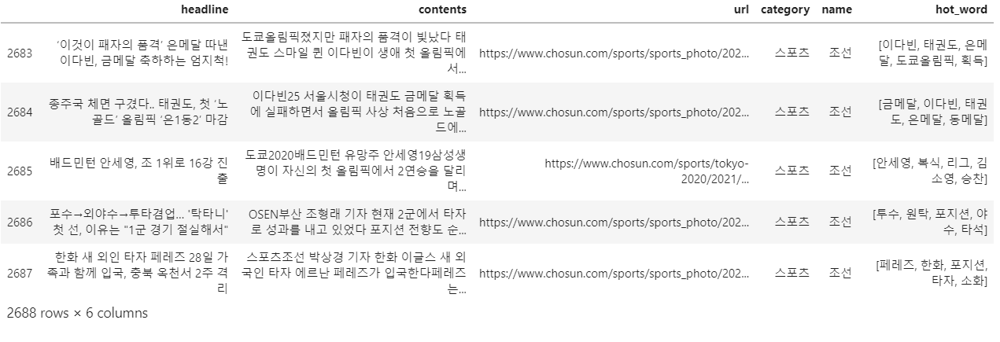 headline contents url category name hot_word
2683 ‘이것이 패자의 품격’ 은메달 따낸 이다빈, 금메달 축하하는 엄지척! 도쿄올림픽졌지만 패자의 품격이 빛났다 태권도 스마일 퀸 이다빈이 생애 첫 올림픽에서... https://www.chosun.com/sports/sports_photo/202... 스포츠 조선 [이다빈, 태권도, 은메달, 도쿄올림픽, 획득]
2684 종주국 체면 구겼다.. 태권도, 첫 ‘노골드’ 올림픽 ‘은1동2’ 마감 이다빈25 서울시청이 태권도 금메달 획득에 실패하면서 올림픽 사상 처음으로 노골드에... https://www.chosun.com/sports/sports_photo/202... 스포츠 조선 [금메달, 이다빈, 태권도, 은메달, 동메달]
2685 배드민턴 안세영, 조 1위로 16강 진출 도쿄2020배드민턴 유망주 안세영19삼성생명이 자신의 첫 올림픽에서 2연승을 달리며... https://www.chosun.com/sports/tokyo-2020/2021/... 스포츠 조선 [안세영, 복식, 리그, 김소영, 승찬]
2686 포수→외야수→투타겸업... '탁타니' 첫 선, 이유는 "1군 경기 절실해서" OSEN부산 조형래 기자 현재 2군에서 타자로 성과를 내고 있었다 포지션 전향도 순... https://www.chosun.com/sports/sports_photo/202... 스포츠 조선 [투수, 원탁, 포지션, 야수, 타석]
2687 한화 새 외인 타자 페레즈 28일 가족과 함께 입국, 충북 옥천서 2주 격리 스포츠조선 박상경 기자 한화 이글스 새 외국인 타자 에르난 페레즈가 입국한다페레즈는... https://www.chosun.com/sports/sports_photo/202... 스포츠 조선 [페레즈, 한화, 포지션, 타자, 소화]
2688 rows × 6 columns